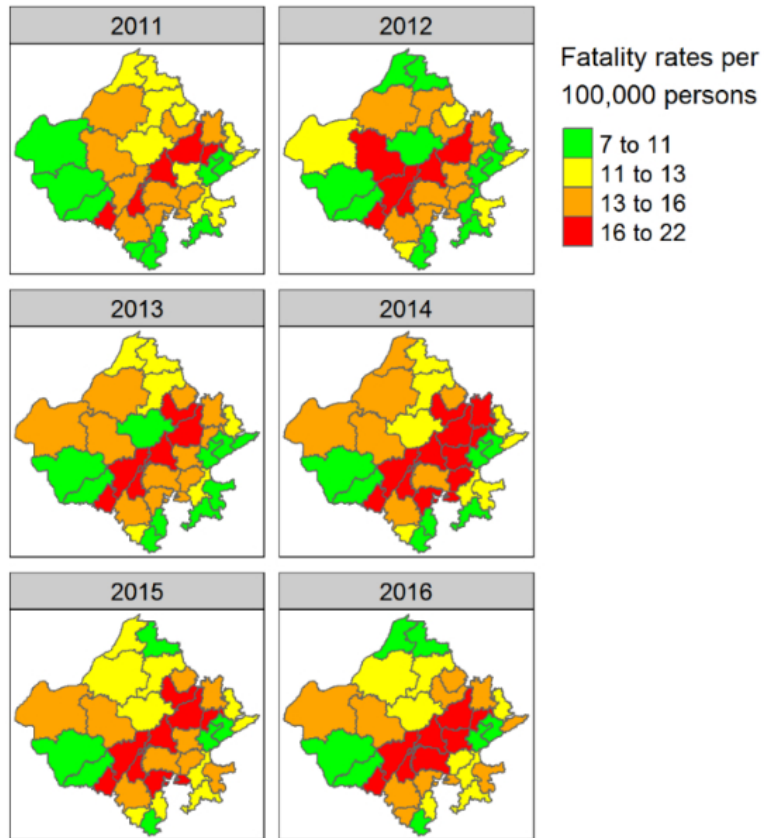 2011
2012
Fatality rates per
100,000 persons
7 to 11
11 to 13
13 to 16
16 to 22
2013
2014
2015
2016